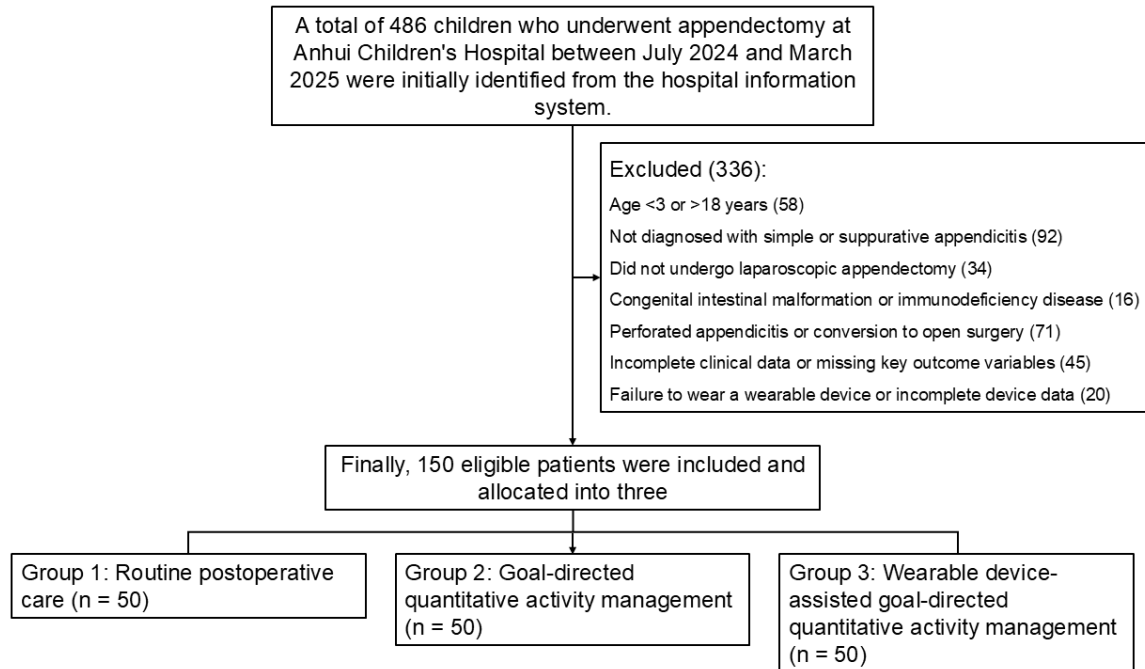 A total of 486 children who underwent appendectomy at
Anhui Children's Hospital between July 2024 and March
2025 were initially identified from the hospital information
system.
Excluded (336):
Age <3 or >18 years (58)
Not diagnosed with simple or suppurative appendicitis (92)
Did not undergo laparoscopic appendectomy (34)
Congenital intestinal malformation or immunodeficiency disease (16)
Perforated appendicitis or conversion to open surgery (71)
Incomplete clinical data or missing key outcome variables (45)
Failure to wear a wearable device or incomplete device data (20)
Finally, 150 eligible patients were included and
allocated into three
Group 1: Routine postoperative
care (n = 50)
Group 2: Goal-directed
quantitative activity management
(n = 50)
Group 3: Wearable device-
assisted goal-directed
quantitative activity management
(n = 50)